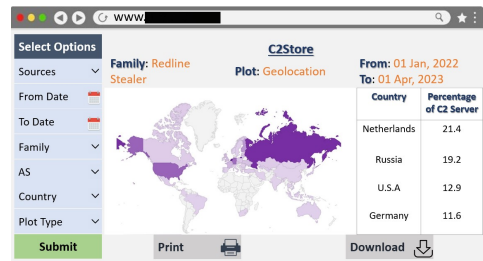 www.
Select Options
Sources
From Date
To Date
Family
AS
Country
Plot Type
Submit
C2Store
Family: Redline
Stealer
Plot: Geolocation
From: 01 Jan, 2022
To: 01 Apr, 2023
Country Percentage
of C2 Server
Netherlands 21.4
Russia 19.2
U.S.A 12.9
Germany 11.6
Print
Download